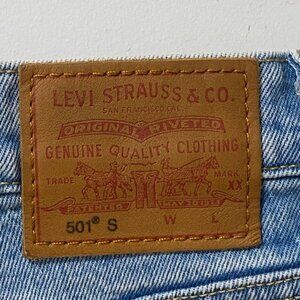 LEVI STRAUSS & CO.
SAN FRANCISCO, CAL.
ORIGINAL RIVETED
GENUINE QUALITY CLOTHING
TRADE MARK
XX
PATENTED MAY 20 1873
501® S W L